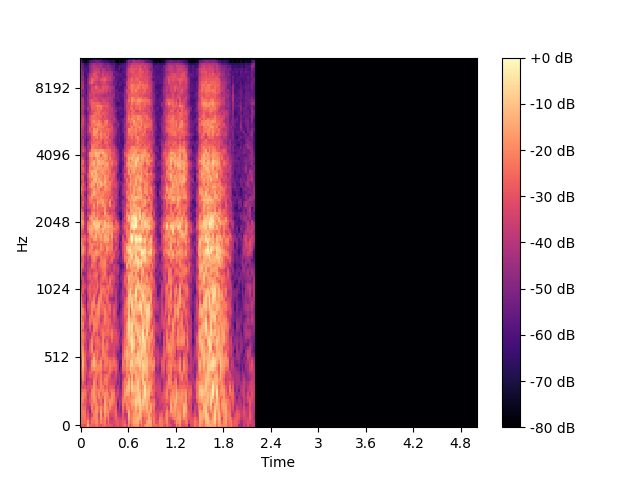 +0 dB
8192
-10 dB
4096
-20 dB
-30 dB
2048
-40 dB
Hz
1024
-50 dB
512
-60 dB
-70 dB
0
-80 dB
0 0.6 1.2 1.8 2.4 3 3.6 4.2 4.8
Time